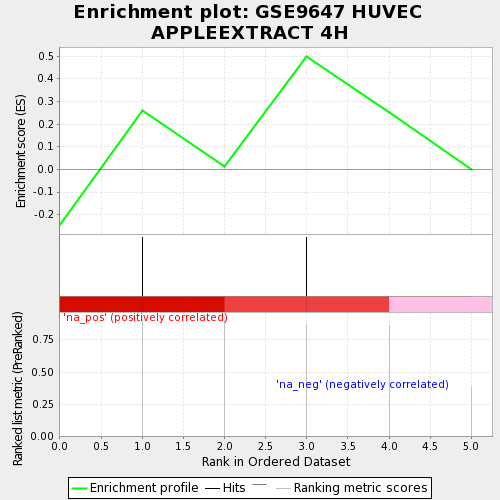 Enrichment plot: GSE9647 HUVEC
APPLEEXTRACT 4H
Enrichment score (ES)
0.5
0.4
0.3
0.2
0.1
0.0
-0.1
-0.2
'na_pos' (positively correlated)
Ranked list metric (PreRanked)
0.75
0.50
0.25
0.00
'na_neg' (negatively correlated)
0.0 0.5 1.0 1.5 2.0 2.5 3.0 3.5 4.0 4.5 5.0
Rank in Ordered Dataset
Enrichment profile Hits Ranking metric scores